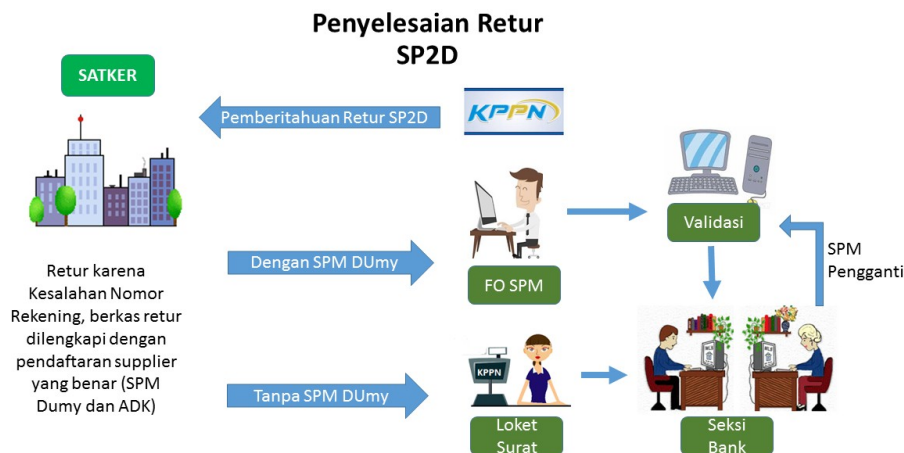 Penyelesaian Retur
SP2D
SATKER
Pemberitahuan Retur SP2D
KPPN
Validasi
SPM
Pengganti
Dengan SPM DUmy
FO SPM
Retur karena
Kesalahan Nomor
Rekening, berkas retur
dilengkapi dengan
pendaftaran supplier
yang benar (SPM
Dumy dan ADK)
KPPN
Tanpa SPM DUmy
Loket
Surat
Seksi
Bank